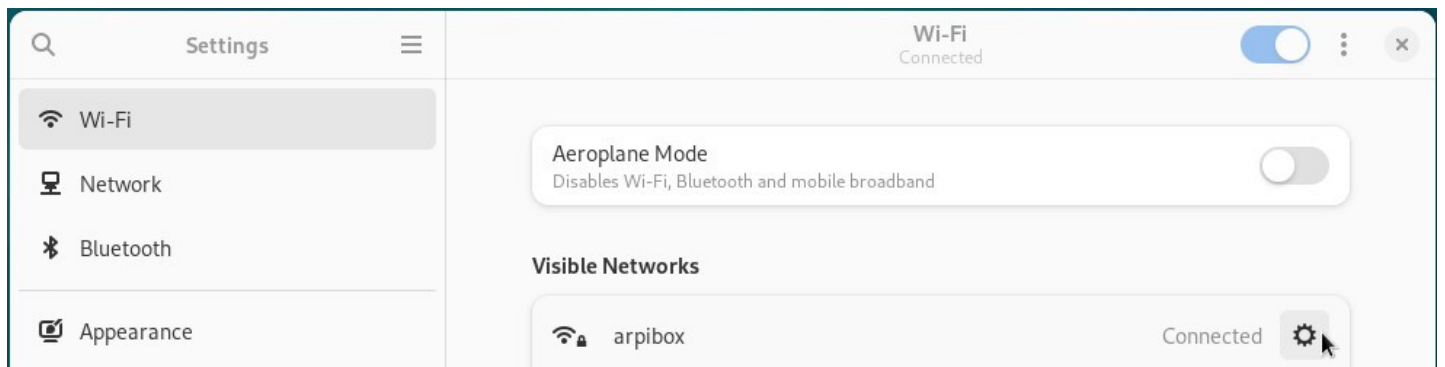 Settings
Wi-Fi
Connected
Wi-Fi
Network
Bluetooth
Appearance
Aeroplane Mode
Disables Wi-Fi, Bluetooth and mobile broadband
Visible Networks
arpibox Connected